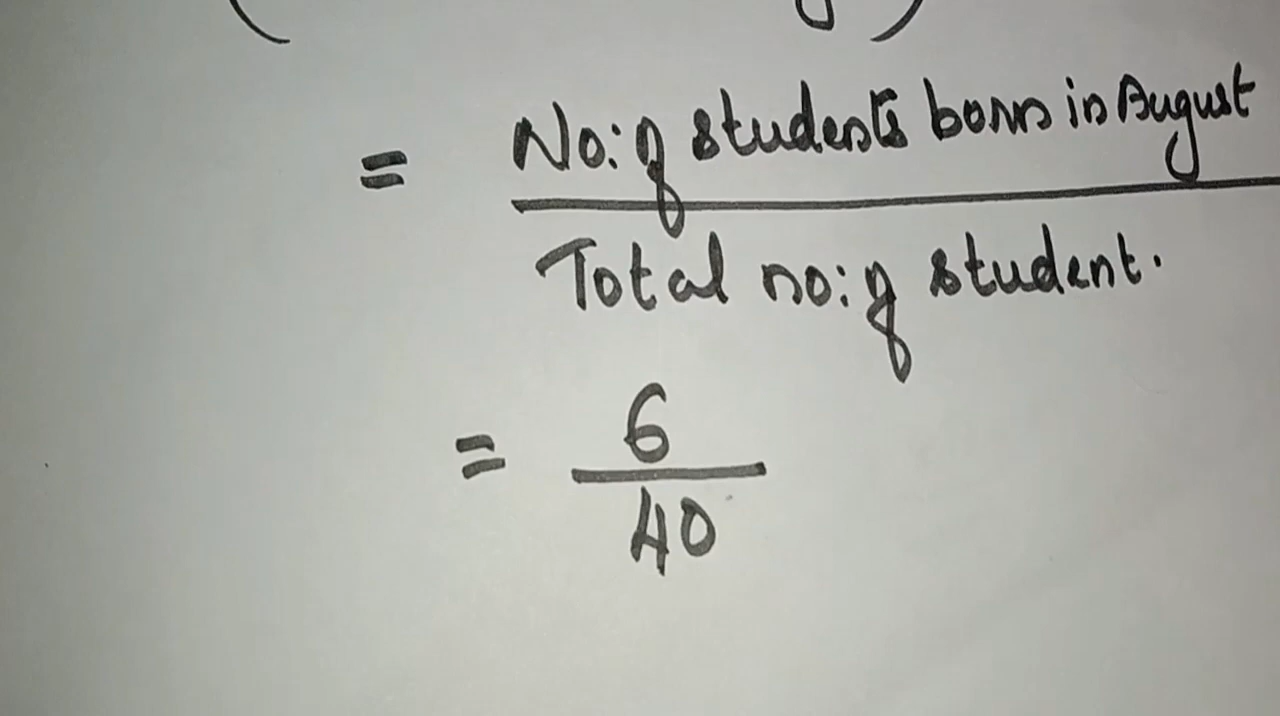 = No: of students born in August
Total no: of student.
= 6
40